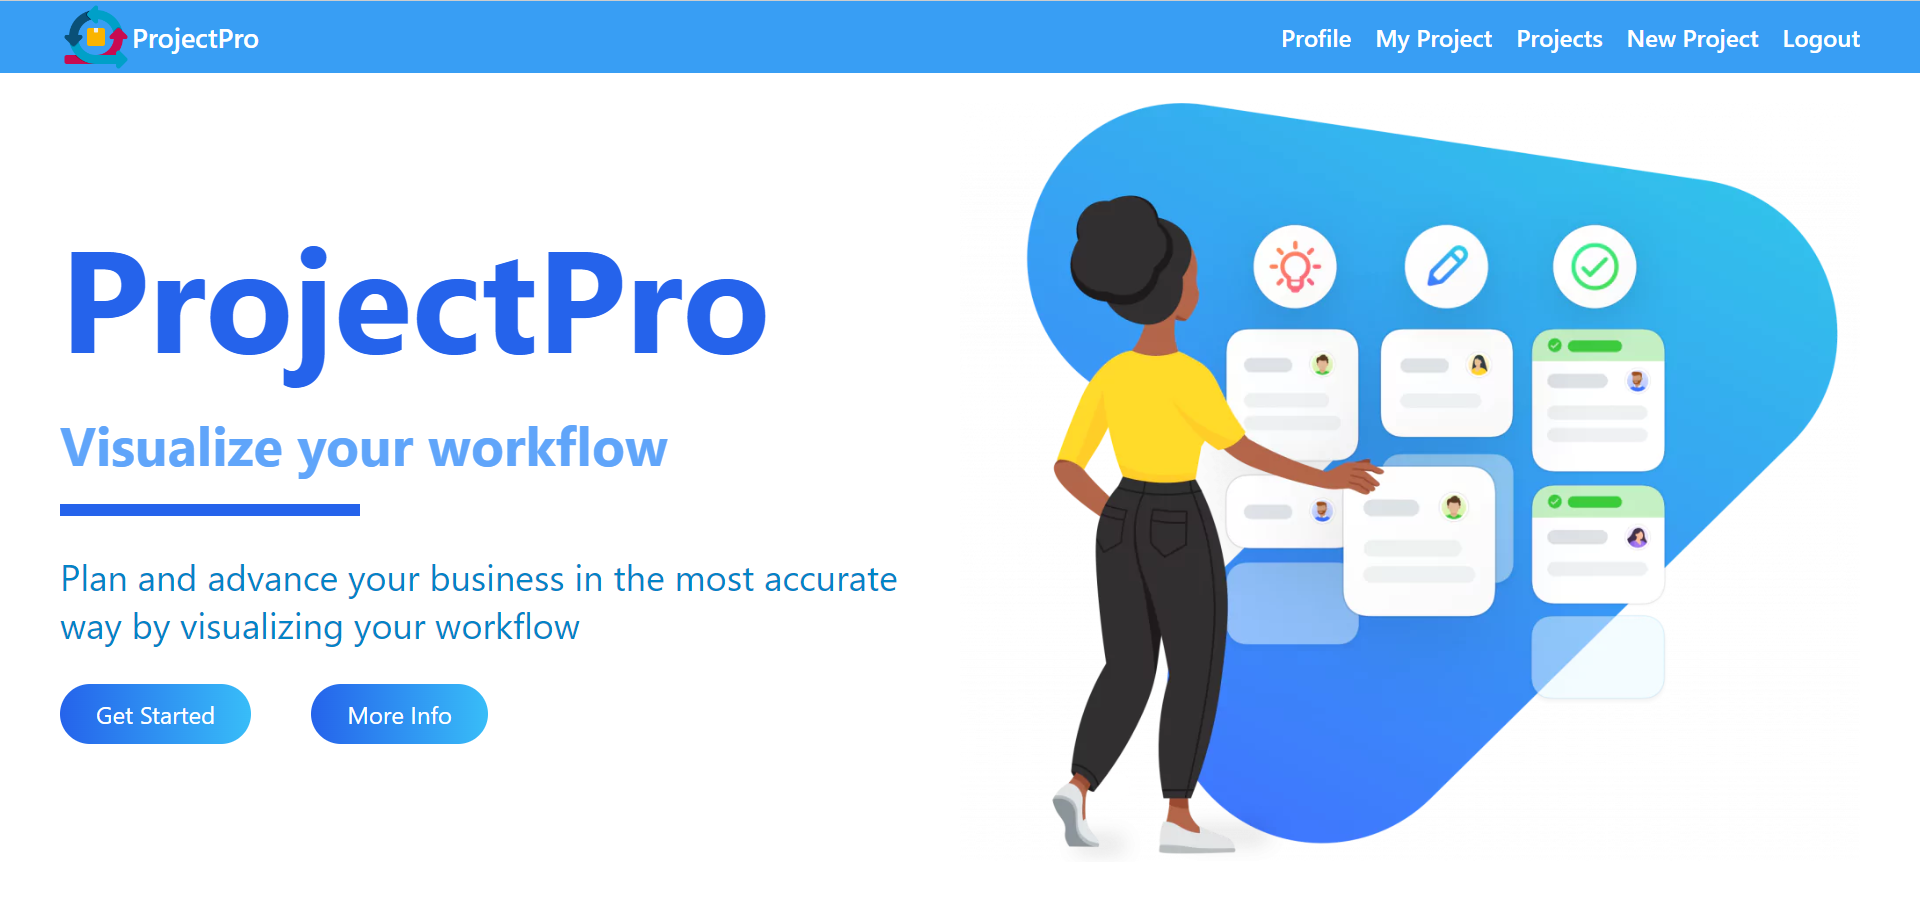 ProjectPro
Profile My Project Projects New Project Logout
ProjectPro
Visualize your workflow
Plan and advance your business in the most accurate
way by visualizing your workflow
Get Started More Info